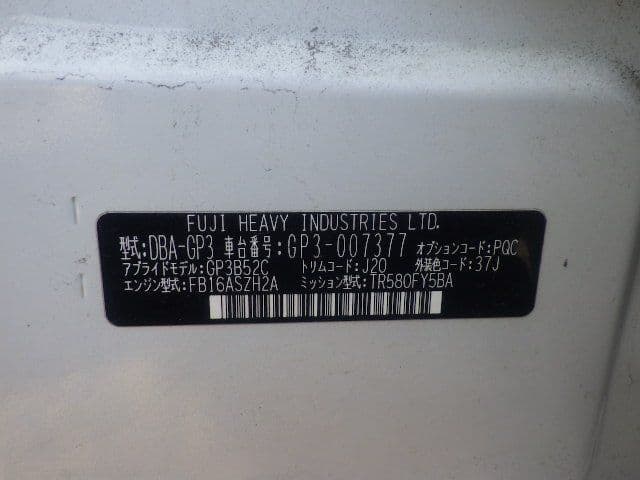 FUJI HEAVY INDUSTRIES LTD.
型式:DBA-GP3 車台番号:GP3-007377 オプションコード:PQC
アプライドモデル:GP3B52C トリムコード:J20 外装色コード:37J
エンジン型式:FB16ASZH2A ミッション型式:TR580FY5BA